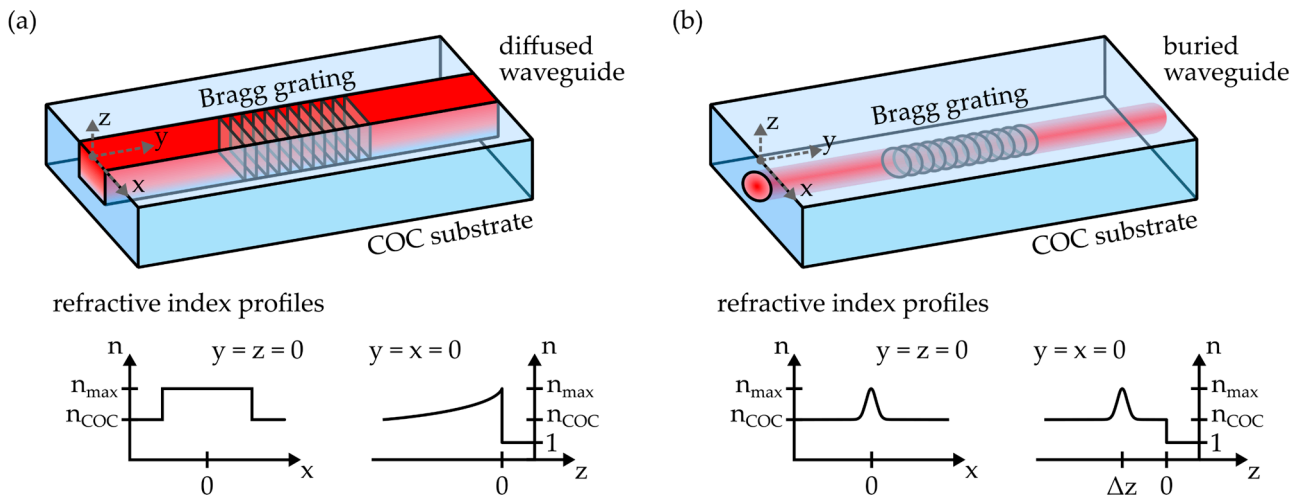 (a)
diffused
waveguide
Bragg grating
z
y
x
COC substrate
refractive index profiles
n
y = z = 0
n_max
n_COC
0
x
y = x = 0
n
n_max
n_COC
1
0
z
(b)
buried
waveguide
Bragg grating
z
y
x
COC substrate
refractive index profiles
n
y = z = 0
n_max
n_COC
0
x
y = x = 0
n
n_max
n_COC
1
Δz
0
z